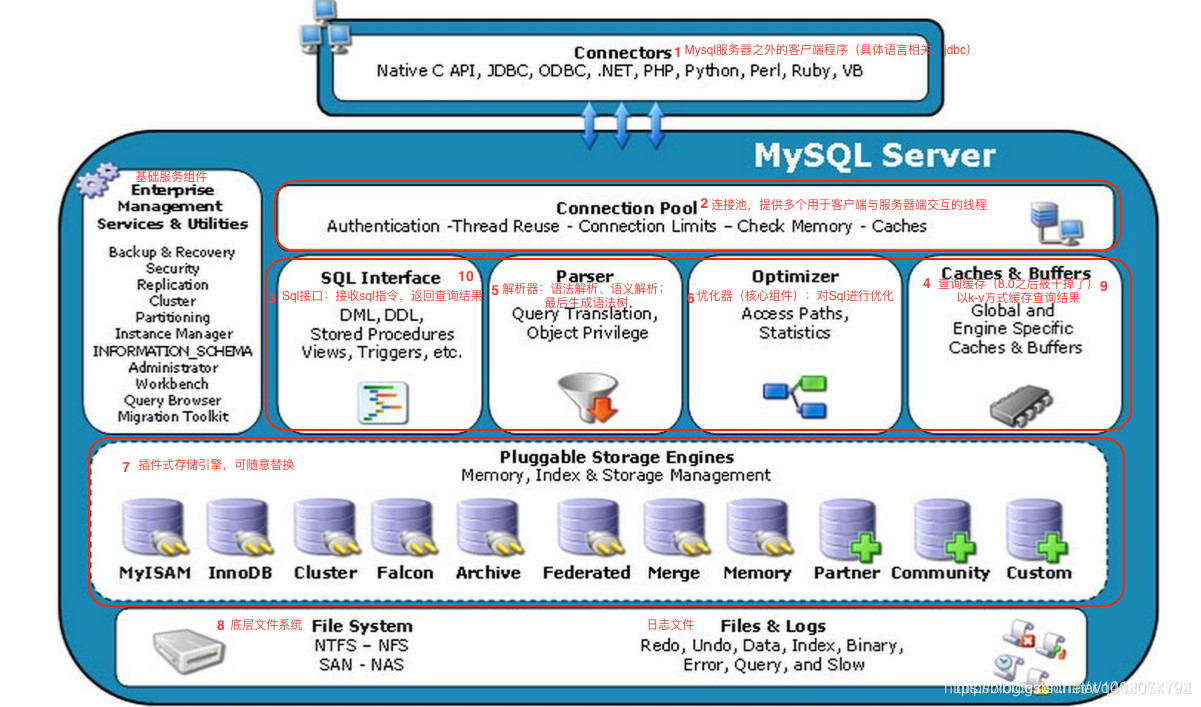 Connectors 1 Mysql服务器之外的客户端程序（具体语言相关，jdbc）
Native C API, JDBC, ODBC, .NET, PHP, Python, Perl, Ruby, VB
MySQL Server
基础服务组件
Enterprise
Management
Services & Utilities
Backup & Recovery
Security
Replication
Cluster
Partitioning
Instance Manager
INFORMATION_SCHEMA
Administrator
Workbench
Query Browser
Migration Toolkit
Connection Pool 2 连接池，提供多个用于客户端与服务器端交互的线程
Authentication -Thread Reuse - Connection Limits – Check Memory - Caches
SQL Interface 10
3 Sql接口：接收sql指令，返回查询结果
DML, DDL,
Stored Procedures
Views, Triggers, etc.
Parser
5 解析器：语法解析、语义解析；
最后生成语法树
Query Translation,
Object Privilege
Optimizer
6 优化器（核心组件）：对Sql进行优化
Access Paths,
Statistics
Caches & Buffers
4 查询缓存（8.0之后被干掉了） 9
以k-v方式缓存查询结果
Global and
Engine Specific
Caches & Buffers
Pluggable Storage Engines
7 插件式存储引擎，可随意替换
Memory, Index & Storage Management
MyISAM InnoDB Cluster Falcon Archive Federated Merge Memory Partner Community Custom
8 底层文件系统 File System
NTFS – NFS
SAN - NAS
日志文件 Files & Logs
Redo, Undo, Data, Index, Binary,
Error, Query, and Slow